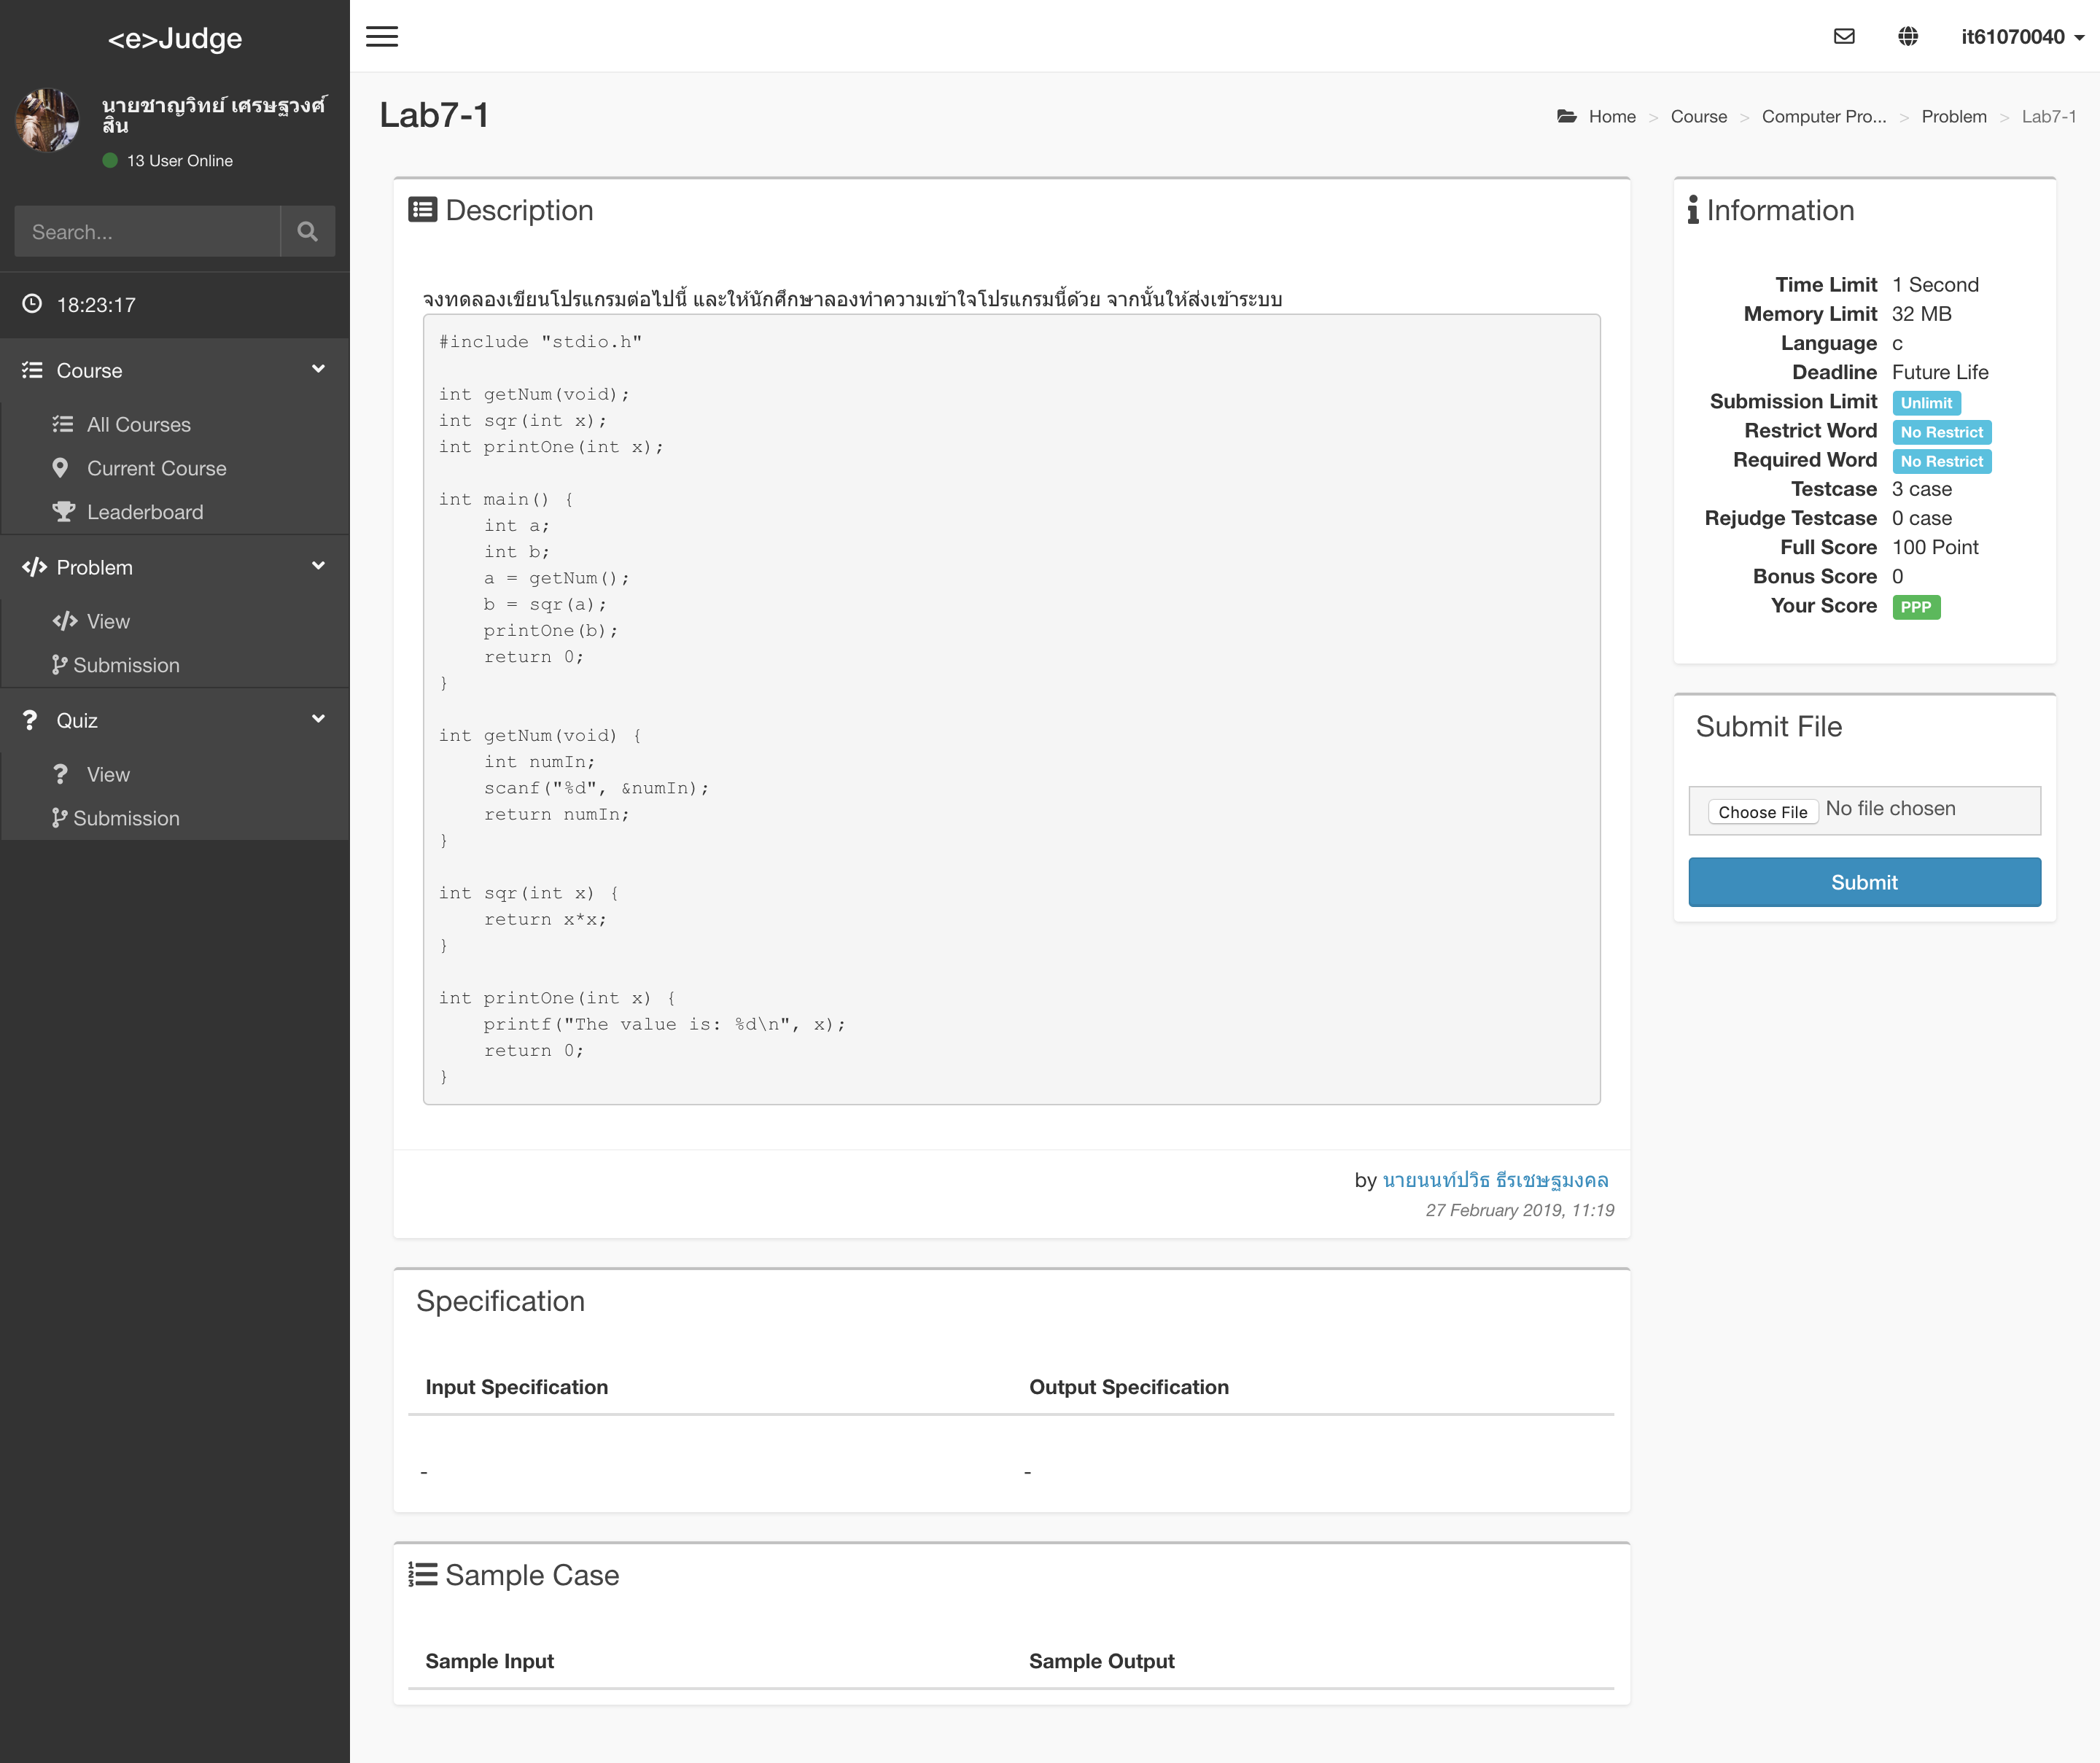 <e>Judge
นายชาญวิทย์ เศรษฐวงศ์
สิน
13 User Online
Search...
18:23:17
Course
All Courses
Current Course
Leaderboard
Problem
View
Submission
Quiz
View
Submission
it61070040
Lab7-1
Home > Course > Computer Pro... > Problem > Lab7-1
Description
จงทดลองเขียนโปรแกรมต่อไปนี้ และให้นักศึกษาลองทำความเข้าใจโปรแกรมนี้ด้วย จากนั้นให้ส่งเข้าระบบ
#include "stdio.h"
int getNum(void);
int sqr(int x);
int printOne(int x);
int main() {
    int a;
    int b;
    a = getNum();
    b = sqr(a);
    printOne(b);
    return 0;
}
int getNum(void) {
    int numIn;
    scanf("%d", &numIn);
    return numIn;
}
int sqr(int x) {
    return x*x;
}
int printOne(int x) {
    printf("The value is: %d\n", x);
    return 0;
}
by นายนนท์ปวิธ ธีรเชษฐมงคล
27 February 2019, 11:19
Specification
Input Specification Output Specification
- -
Sample Case
Sample Input Sample Output
Information
Time Limit 1 Second
Memory Limit 32 MB
Language c
Deadline Future Life
Submission Limit Unlimit
Restrict Word No Restrict
Required Word No Restrict
Testcase 3 case
Rejudge Testcase 0 case
Full Score 100 Point
Bonus Score 0
Your Score PPP
Submit File
Choose File No file chosen
Submit